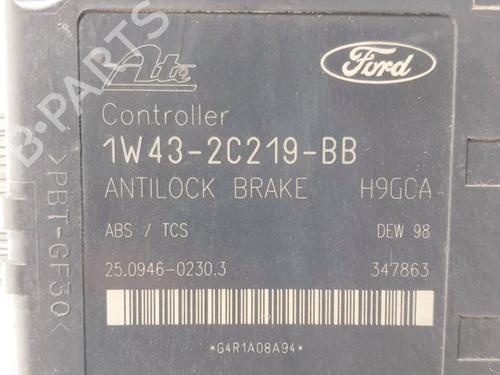 Ate
Ford
Controller
1W43-2C219-BB
ANTILOCK BRAKE H9GCA
ABS / TCS DEW 98
25.0946-0230.3 347863
*G4R1A08A94*
>PBT-GF30<
B-PARTS